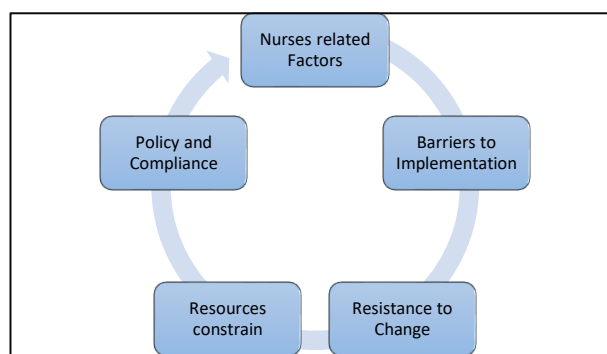 Nurses related
Factors
Barriers to
Implementation
Resistance to
Change
Resources
constrain
Policy and
Compliance